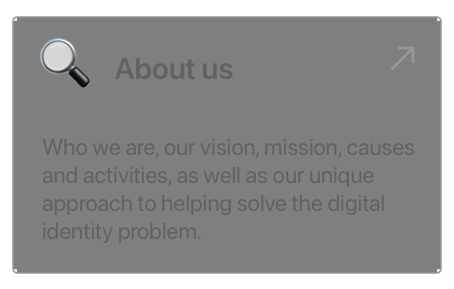 About us
Who we are, our vision, mission, causes
and activities, as well as our unique
approach to helping solve the digital
identity problem.